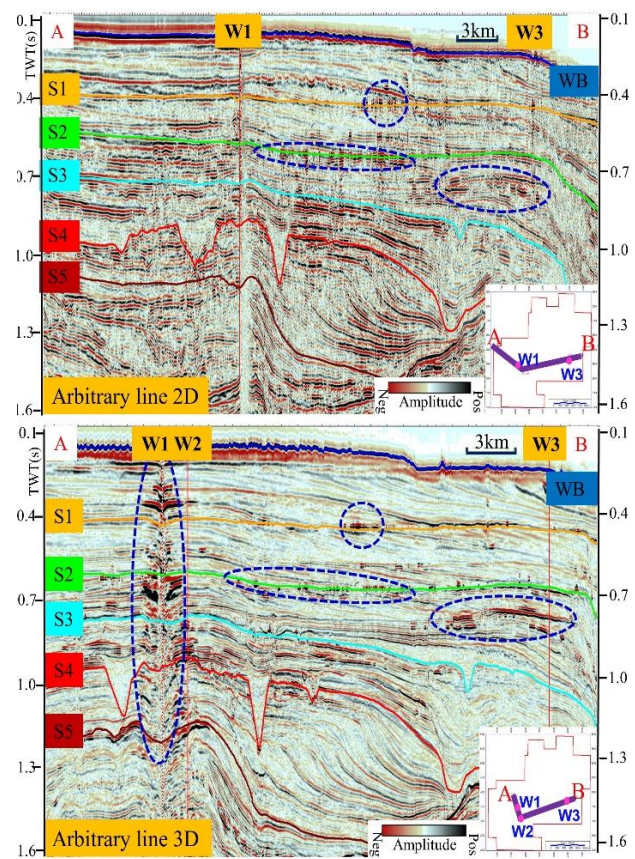 0.1 A W1 3km W3 B 0.1
TWT(s)
WB
S1 0.4 0.4
S2
S3 0.7 0.7
S4
1.0 1.0
S5
1.3
A B
W1
W3
Arbitrary line 2D Neg Amplitude Pos
1.6 1.6
0.1 A W1 W2 3km W3 B 0.1
TWT(s)
WB
S1 0.4 0.4
S2
0.7 0.7
S3
S4
1.0 1.0
S5
1.3
A B
W1
W3
W2
Arbitrary line 3D Neg Amplitude Pos
1.6 1.6